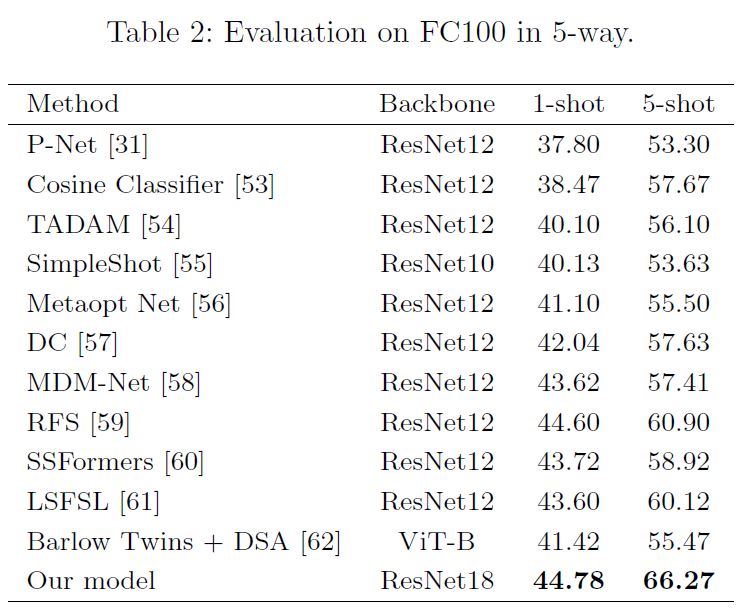 Table 2: Evaluation on FC100 in 5-way.
Method Backbone 1-shot 5-shot
P-Net [31] ResNet12 37.80 53.30
Cosine Classifier [53] ResNet12 38.47 57.67
TADAM [54] ResNet12 40.10 56.10
SimpleShot [55] ResNet10 40.13 53.63
Metaopt Net [56] ResNet12 41.10 55.50
DC [57] ResNet12 42.04 57.63
MDM-Net [58] ResNet12 43.62 57.41
RFS [59] ResNet12 44.60 60.90
SSFormers [60] ResNet12 43.72 58.92
LSFSL [61] ResNet12 43.60 60.12
Barlow Twins + DSA [62] ViT-B 41.42 55.47
Our model ResNet18 44.78 66.27